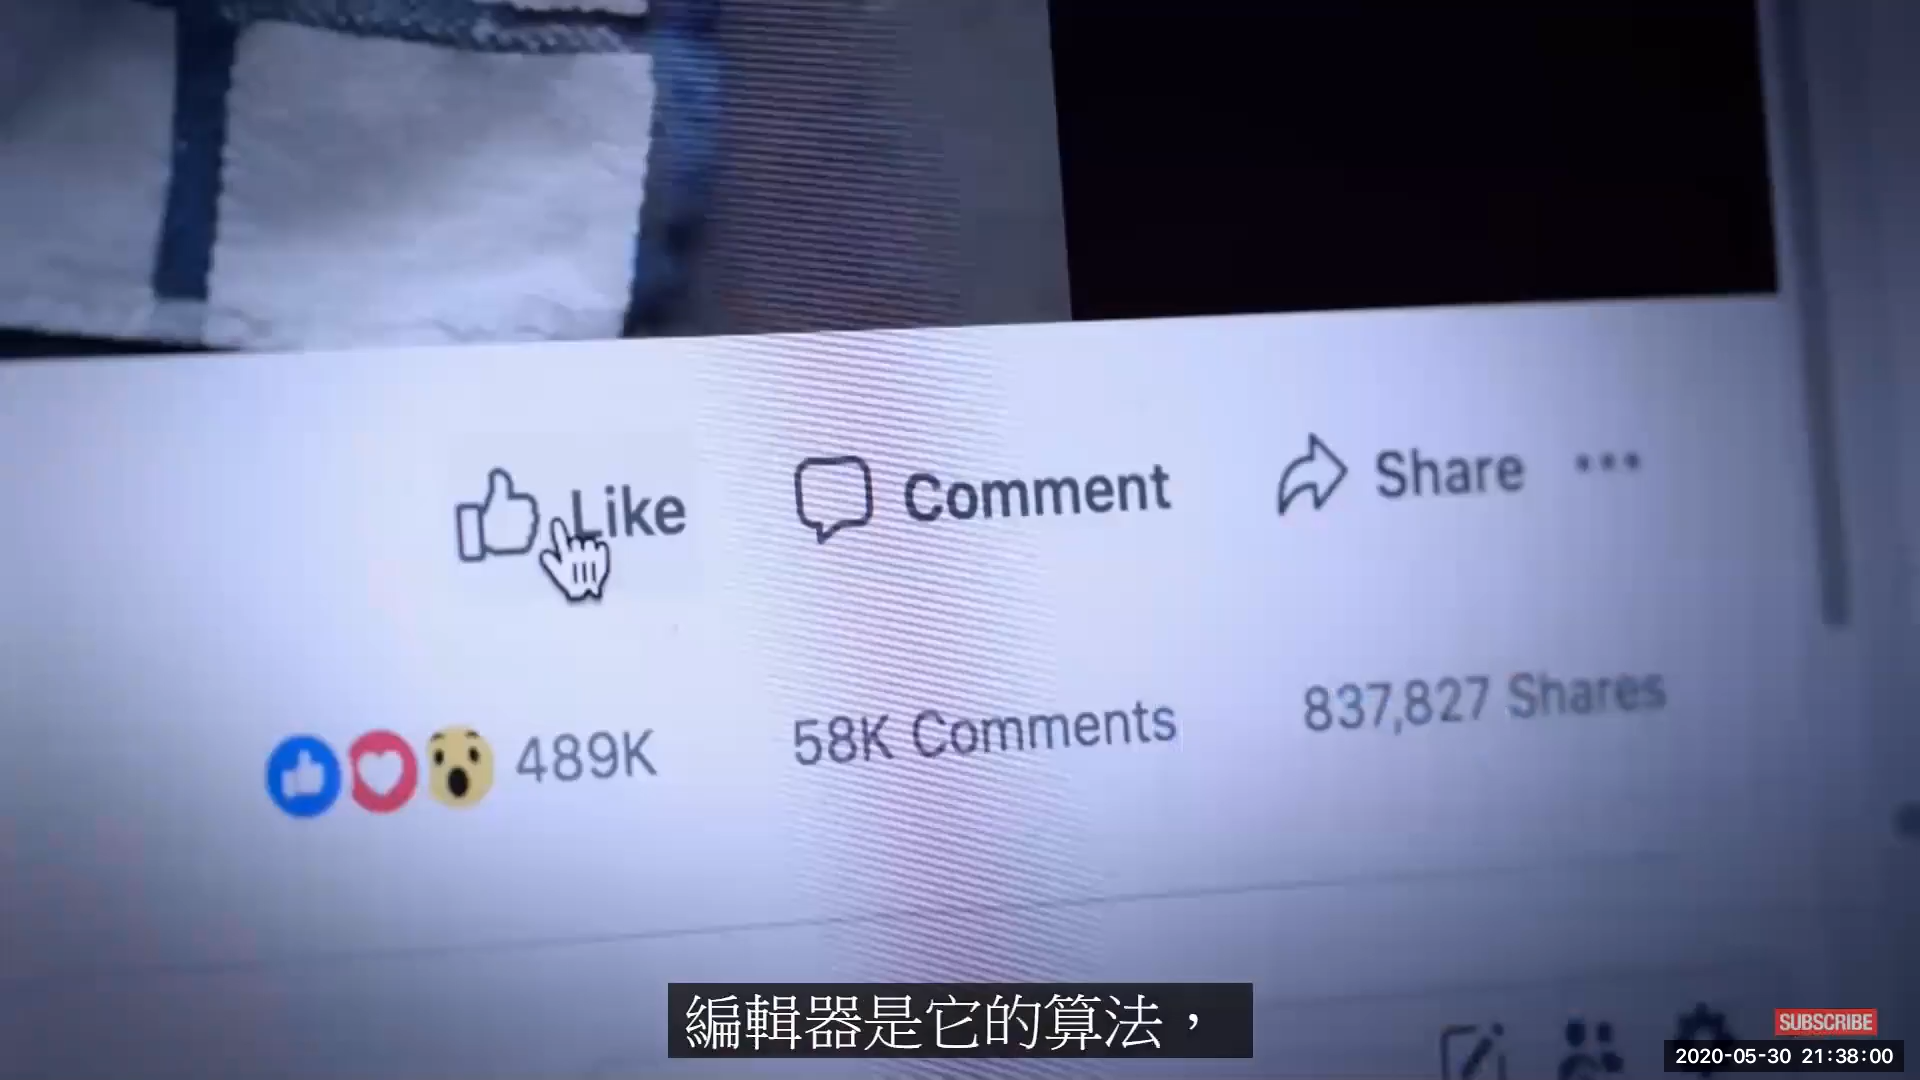 Like Comment Share
489K 58K Comments 837,827 Shares
編輯器是它的算法，
SUBSCRIBE
2020-05-30 21:38:00